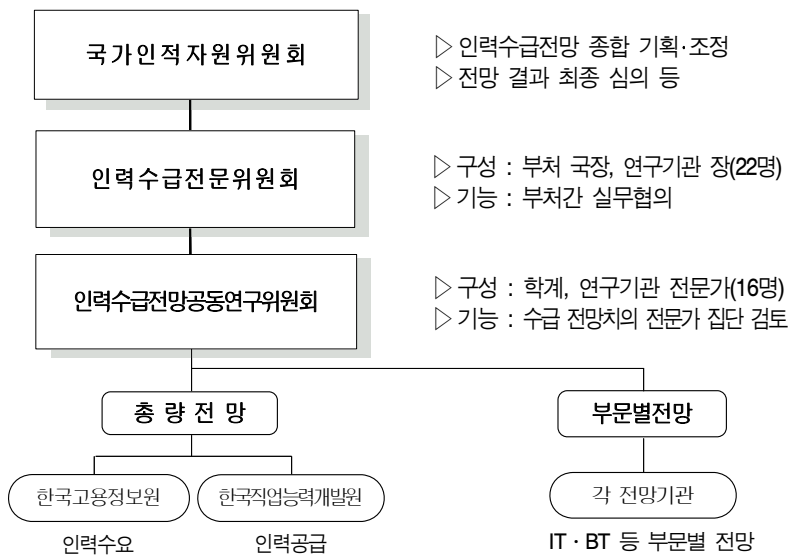 국가인적자원위원회
▷ 인력수급전망 종합 기획·조정
▷ 전망 결과 최종 심의 등
인력수급전문위원회
▷ 구성 : 부처 국장, 연구기관 장(22명)
▷ 기능 : 부처간 실무협의
인력수급전망공동연구위원회
▷ 구성 : 학계, 연구기관 전문가(16명)
▷ 기능 : 수급 전망치의 전문가 집단 검토
총 량 전 망
부문별전망
한국고용정보원
한국직업능력개발원
각 전망기관
인력수요
인력공급
IT · BT 등 부문별 전망